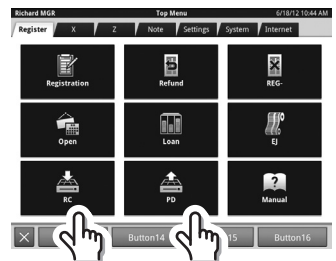 Richard MGR Top Menu 6/18/12 10:44 AM
Register X Z Note Settings System Internet
Registration Refund REG-
Open Loan EJ
RC PD Manual
Button14 15 Button16